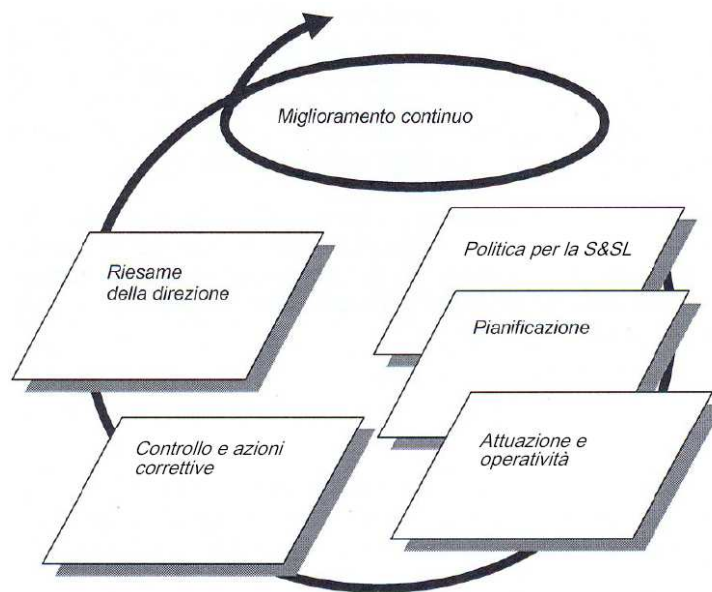 Miglioramento continuo
Politica per la S&SL
Riesame
della direzione
Pianificazione
Controllo e azioni
correttive
Attuazione e
operatività